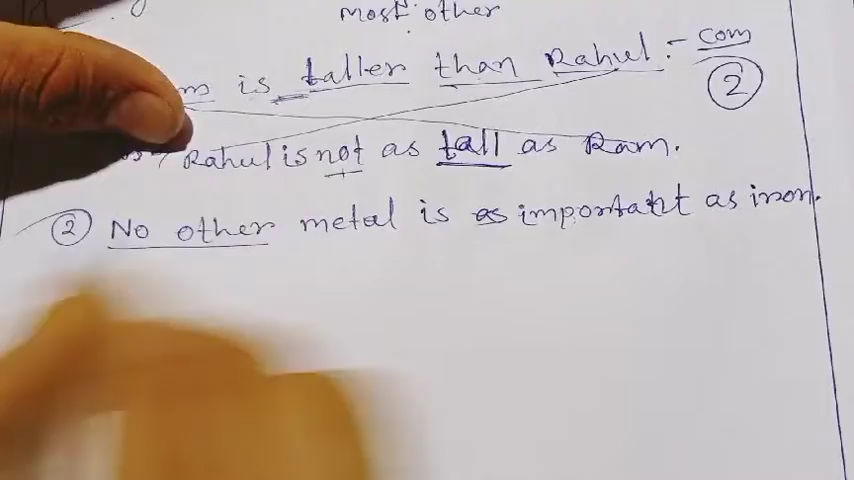 most other
m is taller than Rahul. - com
2
Rahul is not as tall as Ram.
2 No other metal is as important as iron.